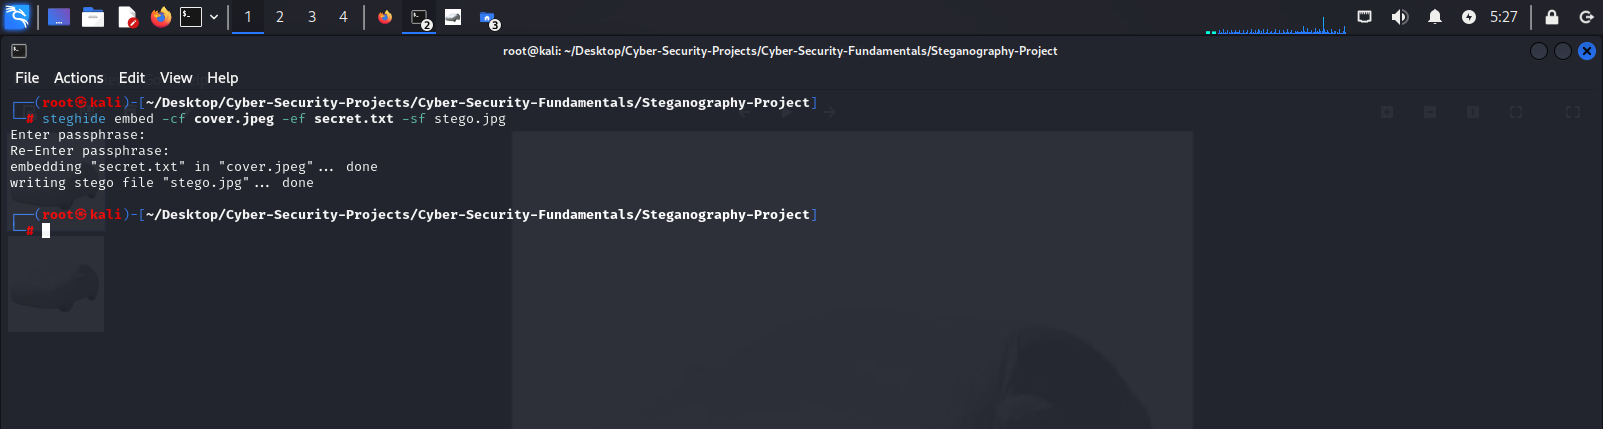 1 2 3 4 2 3 5:27
root@kali: ~/Desktop/Cyber-Security-Projects/Cyber-Security-Fundamentals/Steganography-Project
File Actions Edit View Help
┌──(root㉿kali)-[~/Desktop/Cyber-Security-Projects/Cyber-Security-Fundamentals/Steganography-Project]
└─# steghide embed -cf cover.jpeg -ef secret.txt -sf stego.jpg
Enter passphrase:
Re-Enter passphrase:
embedding "secret.txt" in "cover.jpeg"... done
writing stego file "stego.jpg"... done
┌──(root㉿kali)-[~/Desktop/Cyber-Security-Projects/Cyber-Security-Fundamentals/Steganography-Project]
└─#